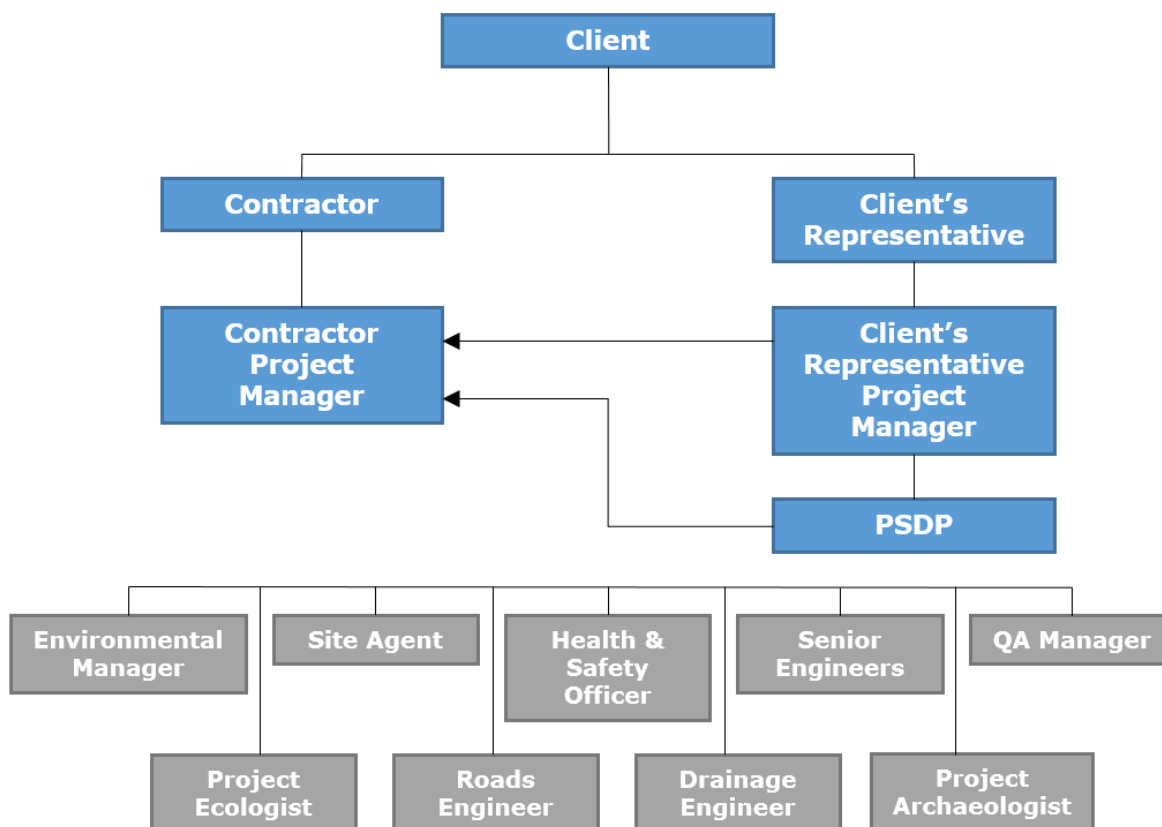 Client
Contractor
Client’s
Representative
Contractor
Project
Manager
Client’s
Representative
Project
Manager
PSDP
Environmental
Manager
Site Agent
Health &
Safety
Officer
Senior
Engineers
QA Manager
Project
Ecologist
Roads
Engineer
Drainage
Engineer
Project
Archaeologist